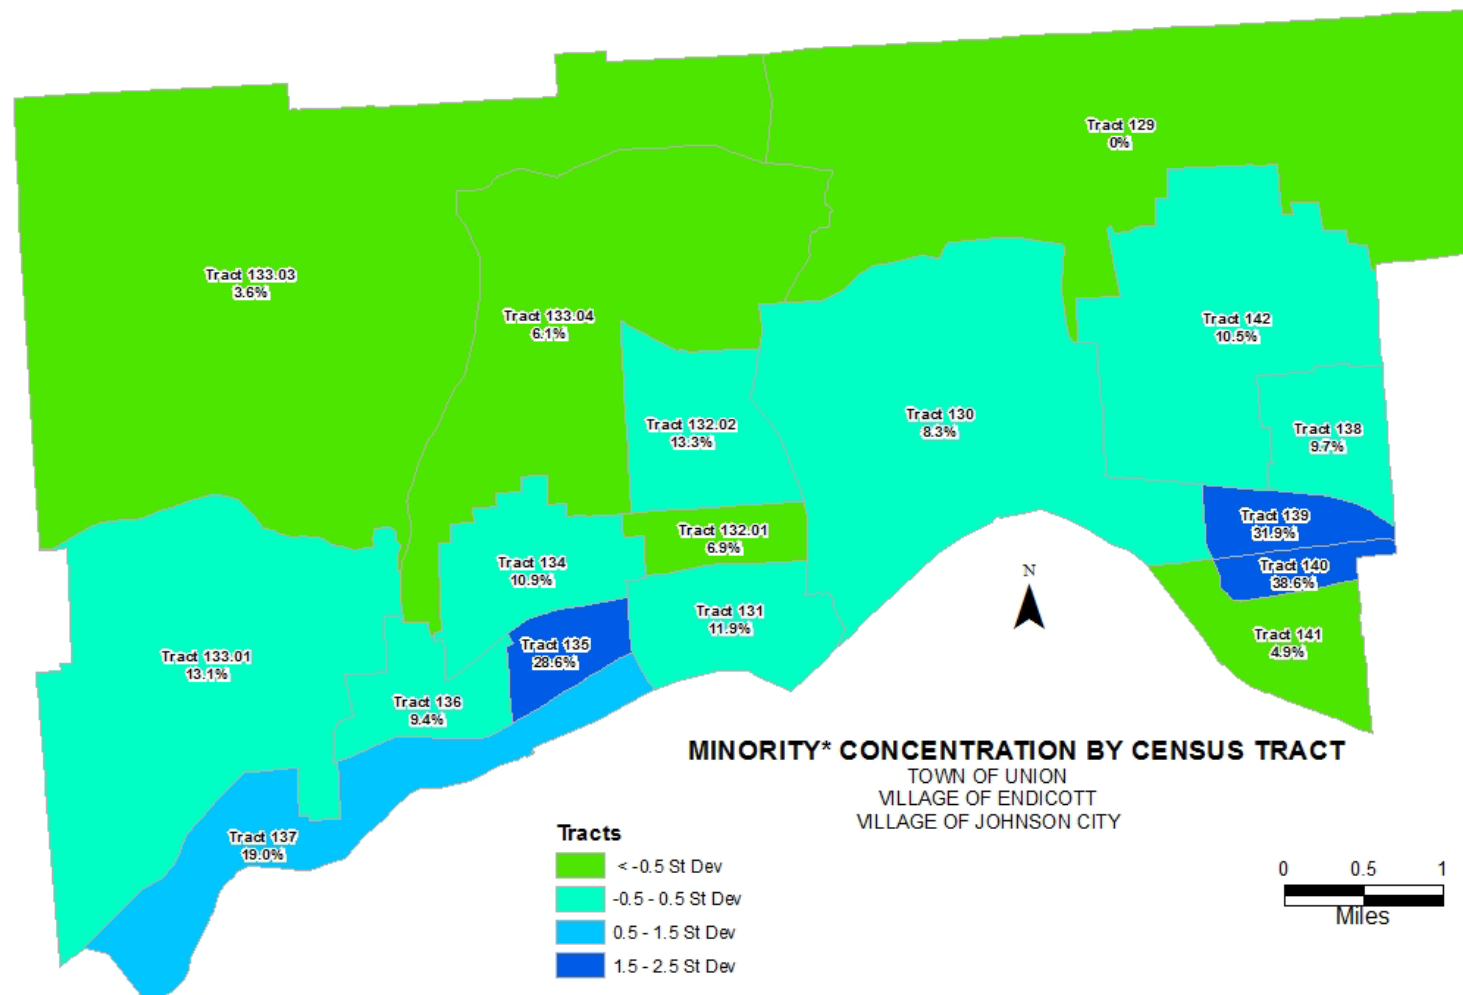 Tract 129
0%
Tract 133.03
3.6%
Tract 133.04
6.1%
Tract 142
10.5%
Tract 132.02
13.3%
Tract 130
8.3%
Tract 138
9.7%
Tract 139
31.9%
Tract 132.01
6.9%
Tract 134
10.9%
Tract 140
38.6%
N
Tract 131
11.9%
Tract 141
4.9%
Tract 135
28.6%
Tract 133.01
13.1%
Tract 136
9.4%
Tract 137
19.0%
MINORITY* CONCENTRATION BY CENSUS TRACT
TOWN OF UNION
VILLAGE OF ENDICOTT
VILLAGE OF JOHNSON CITY
Tracts
< -0.5 St Dev
-0.5 - 0.5 St Dev
0.5 - 1.5 St Dev
1.5 - 2.5 St Dev
0 0.5 1
Miles